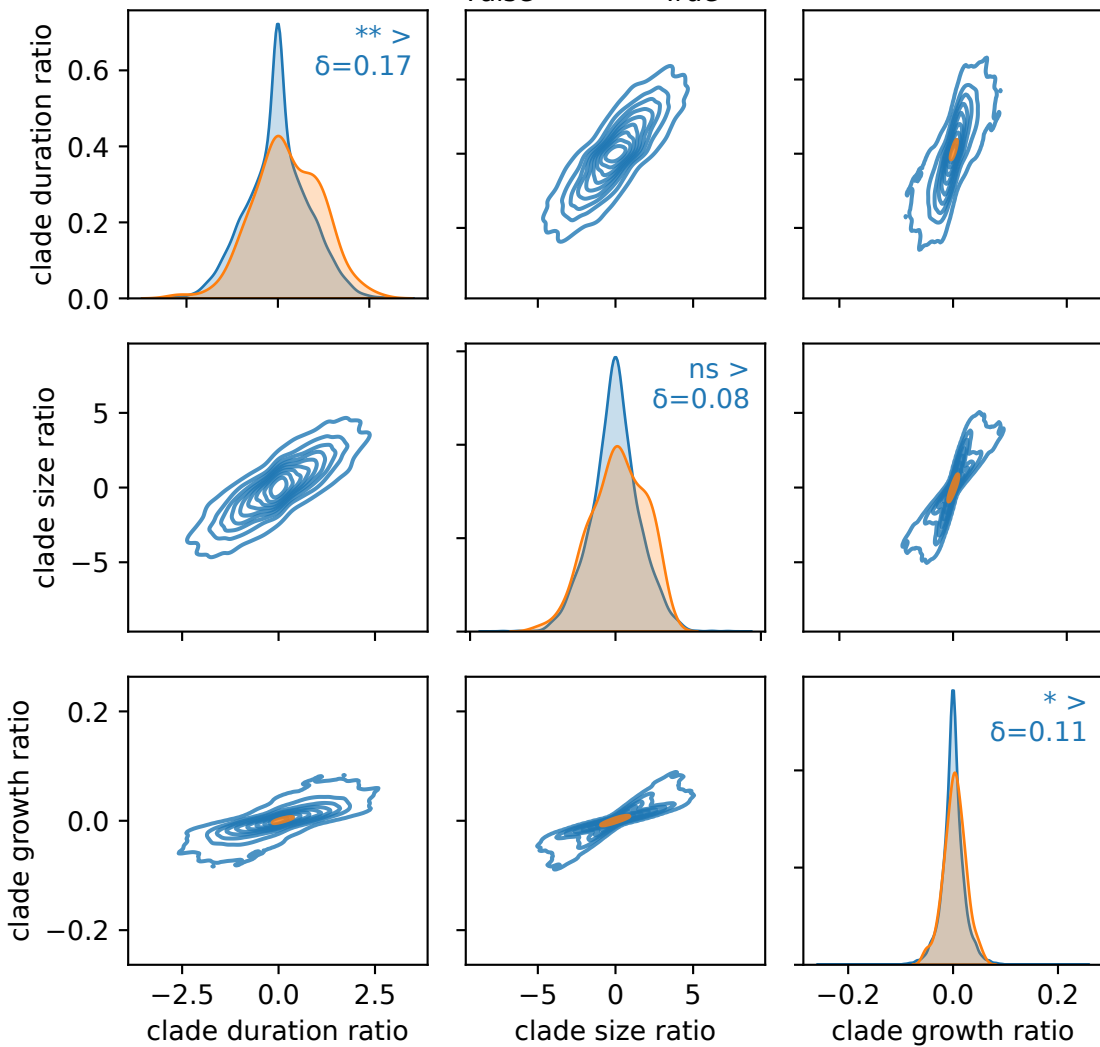 ** >
δ=0.17
clade duration ratio
0.6
0.4
0.2
0.0
ns >
δ=0.08
clade size ratio
5
0
−5
* >
δ=0.11
clade growth ratio
0.2
0.0
−0.2
−2.5 0.0 2.5
−5 0 5
−0.2 0.0 0.2
clade duration ratio
clade size ratio
clade growth ratio